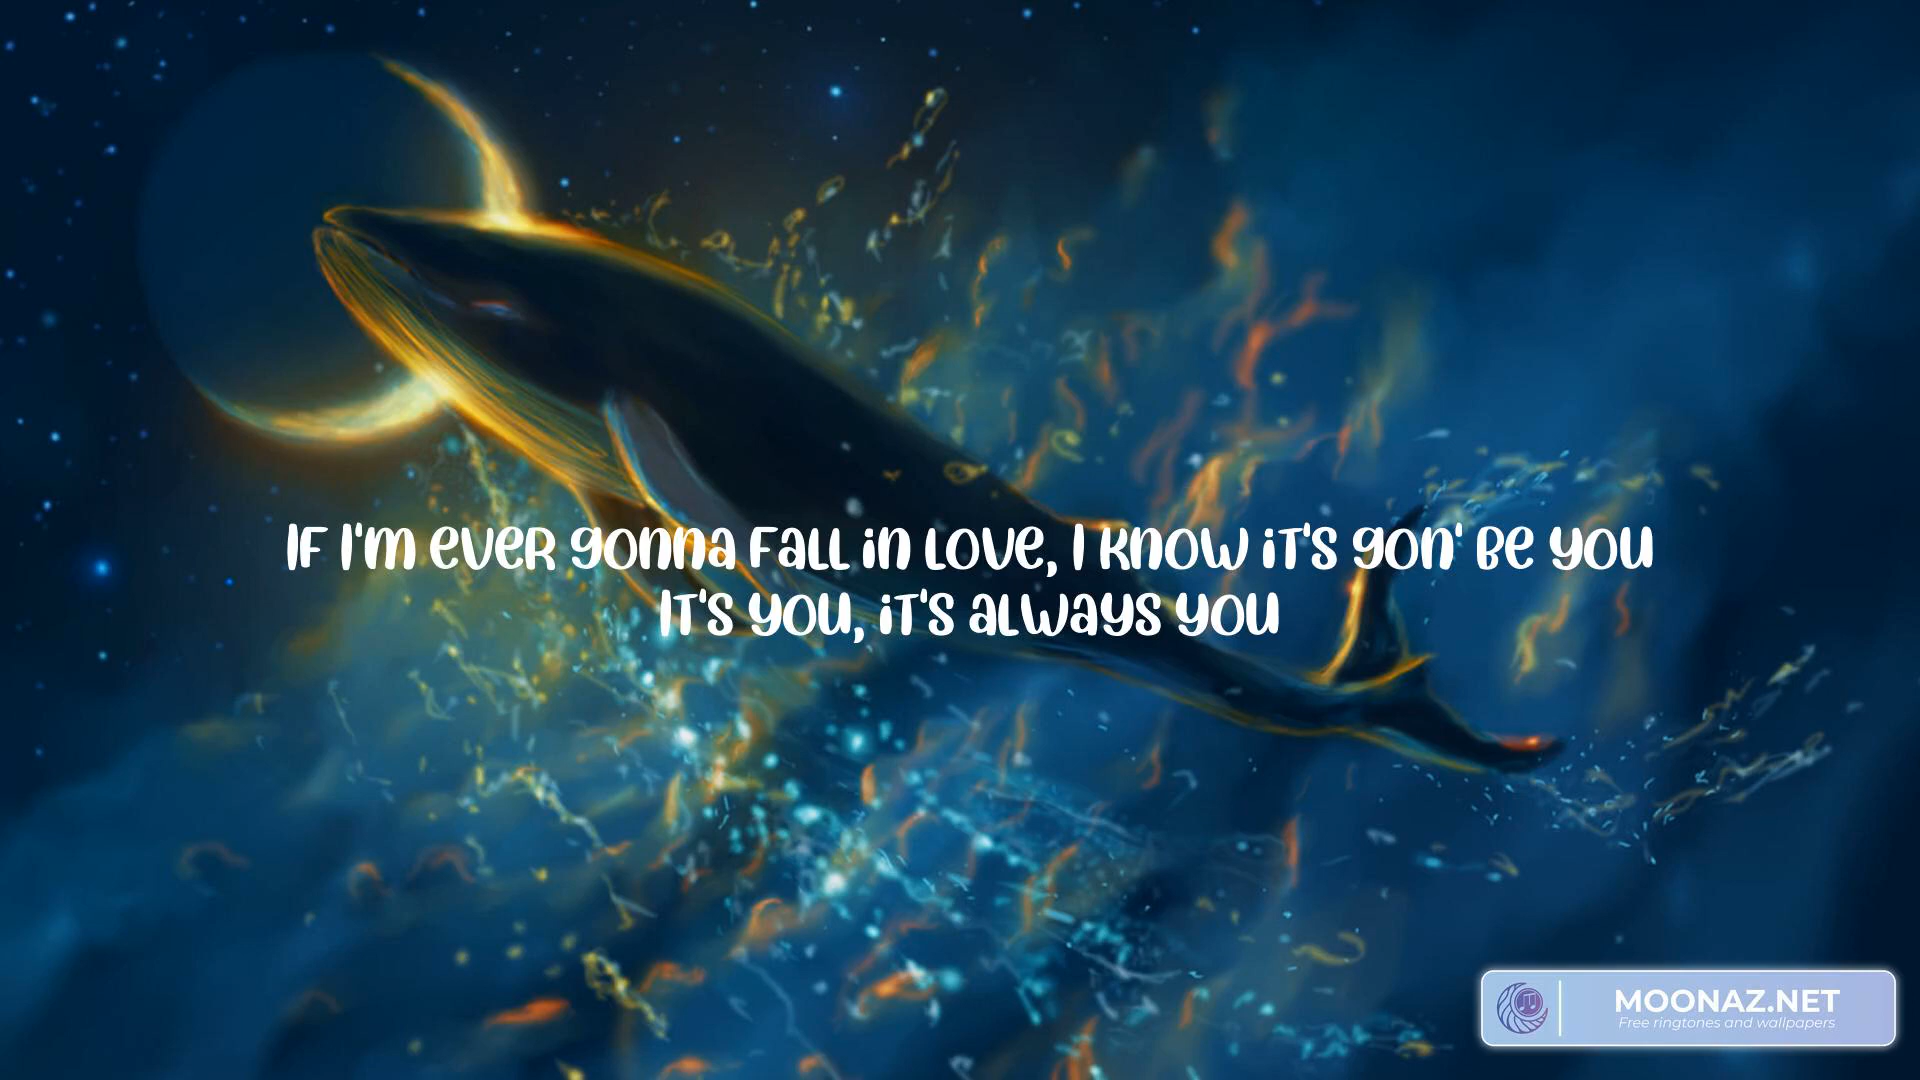 IF I'm ever gonna Fall in Love, I know it's gon' Be you
It's you, it's always you
MOONAZ.NET
Free ringtones and wallpapers